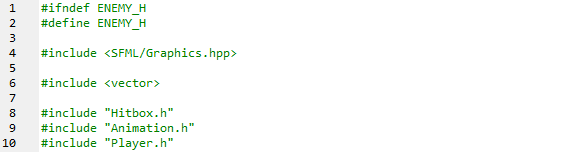 1 #ifndef ENEMY_H
2 #define ENEMY_H
3
4 #include <SFML/Graphics.hpp>
5
6 #include <vector>
7
8 #include "Hitbox.h"
9 #include "Animation.h"
10 #include "Player.h"